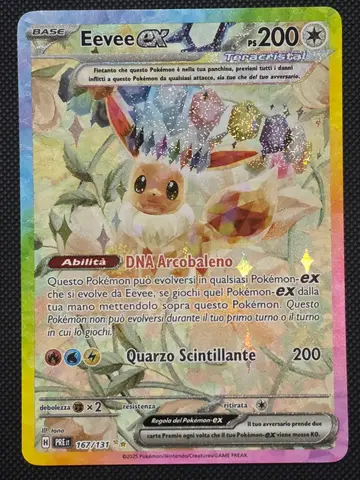 BASE Eevee ex PS 200
Teracristal
Fintanto che questo Pokémon è nella tua panchina, previeni tutti i danni
inflitti a questo Pokémon da qualsiasi attacco, sia tuo che del tuo avversario.
Abilità DNA Arcobaleno
Questo Pokémon può evolversi in qualsiasi Pokémon-ex
che si evolve da Eevee, se giochi quel Pokémon-ex dalla
tua mano mettendolo sopra questo Pokémon. Questo
Pokémon non può evolversi durante il tuo primo turno o il turno
in cui lo giochi.
Quarzo Scintillante 200
debolezza × 2 resistenza ritirata
Ill. iono
Regola dei Pokémon-ex Il tuo avversario prende due
carte Premio ogni volta che il tuo Pokémon-ex viene messo KO.
H PRE IT 167/131
©2025 Pokémon/Nintendo/Creatures/GAME FREAK